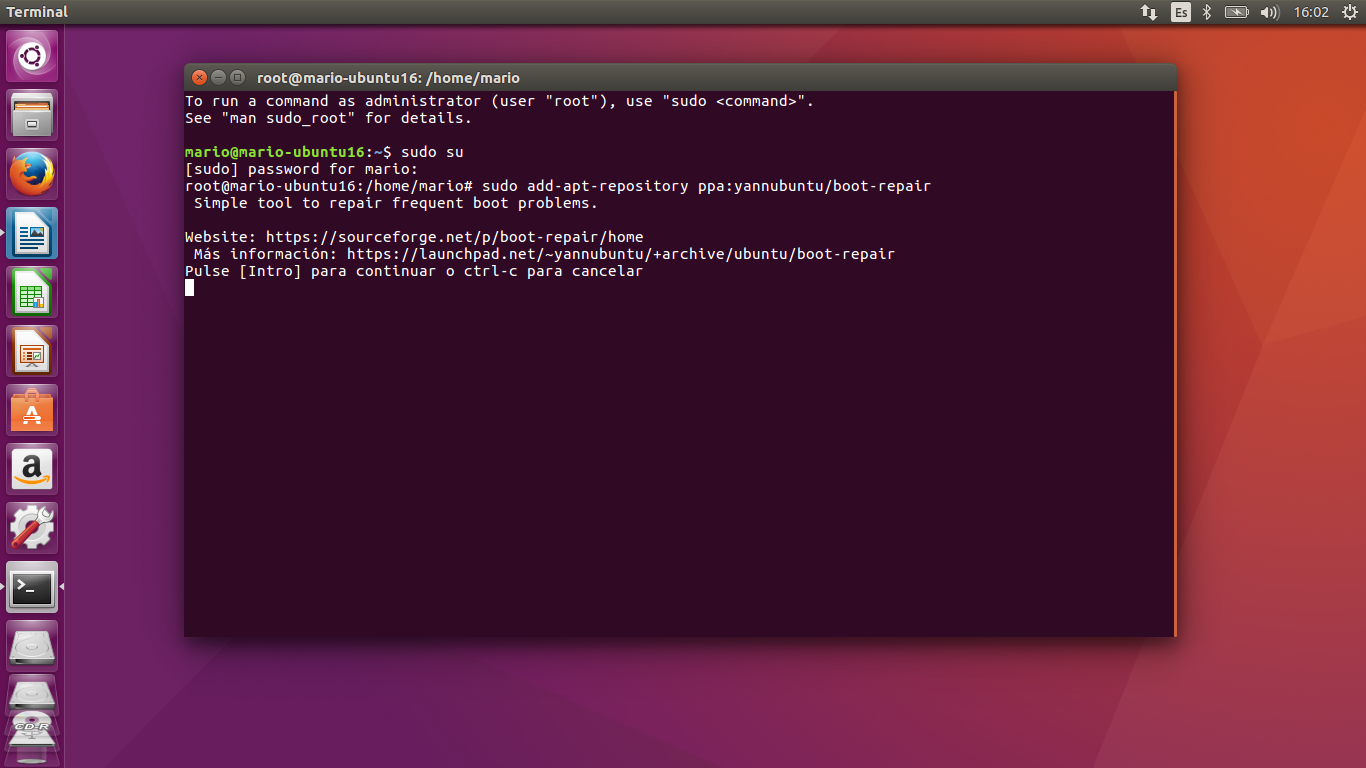 Terminal
Es
16:02
root@mario-ubuntu16: /home/mario
To run a command as administrator (user "root"), use "sudo <command>".
See "man sudo_root" for details.
mario@mario-ubuntu16:~$ sudo su
[sudo] password for mario:
root@mario-ubuntu16:/home/mario# sudo add-apt-repository ppa:yannubuntu/boot-repair
Simple tool to repair frequent boot problems.
Website: https://sourceforge.net/p/boot-repair/home
Más información: https://launchpad.net/~yannubuntu/+archive/ubuntu/boot-repair
Pulse [Intro] para continuar o ctrl-c para cancelar
A
a
>_
CD-R